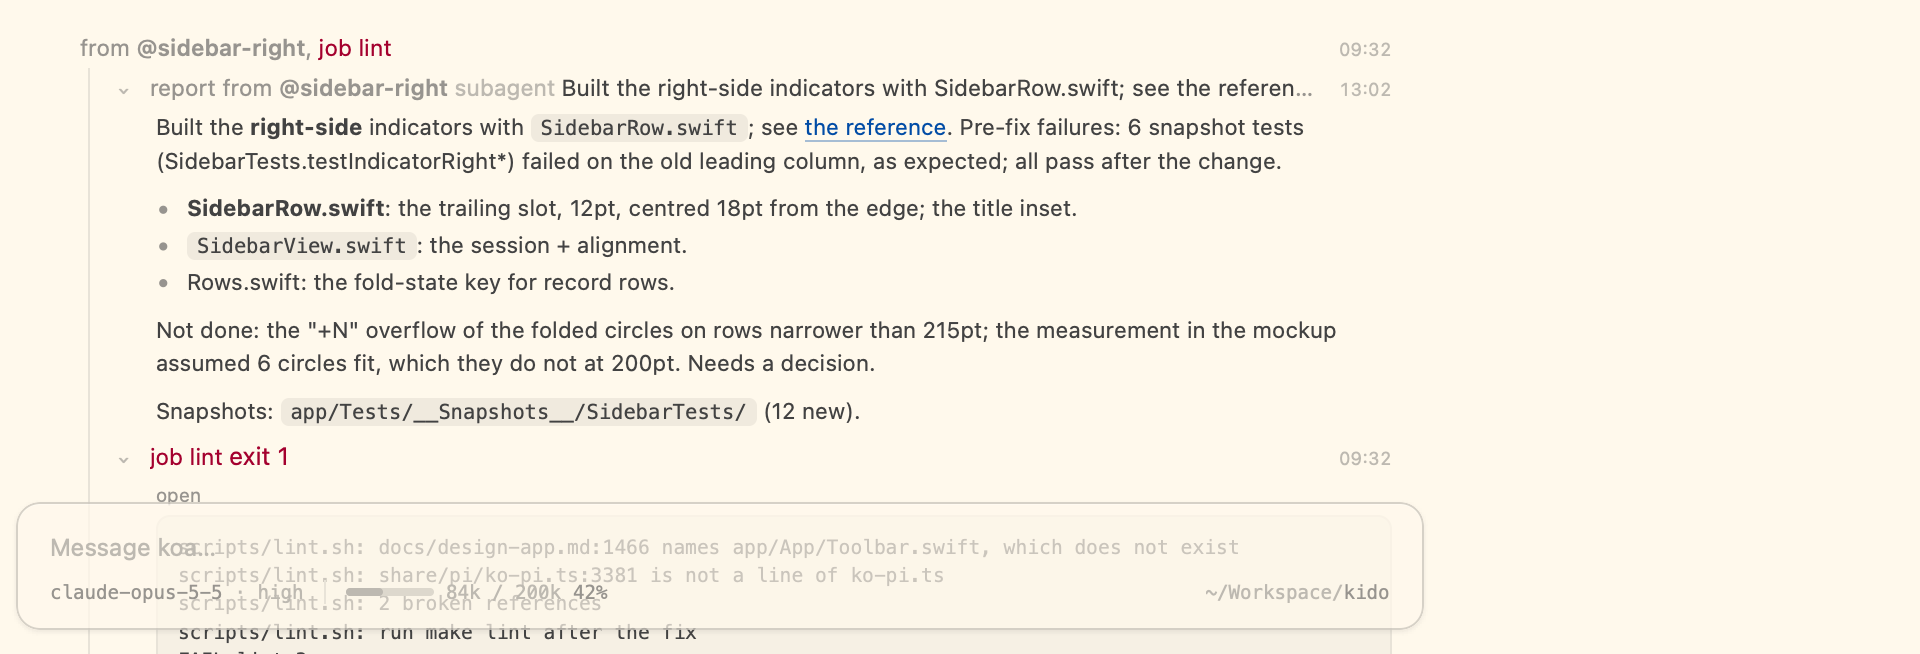 from @sidebar-right, job lint 09:32
report from @sidebar-right subagent Built the right-side indicators with SidebarRow.swift; see the referen... 13:02
Built the right-side indicators with SidebarRow.swift; see the reference. Pre-fix failures: 6 snapshot tests
(SidebarTests.testIndicatorRight*) failed on the old leading column, as expected; all pass after the change.
• SidebarRow.swift: the trailing slot, 12pt, centred 18pt from the edge; the title inset.
• SidebarView.swift: the session + alignment.
• Rows.swift: the fold-state key for record rows.
Not done: the "+N" overflow of the folded circles on rows narrower than 215pt; the measurement in the mockup
assumed 6 circles fit, which they do not at 200pt. Needs a decision.
Snapshots: app/Tests/__Snapshots__/SidebarTests/ (12 new).
job lint exit 1 09:32
open
Message koa...
scripts/lint.sh: docs/design-app.md:1466 names app/App/Toolbar.swift, which does not exist
scripts/lint.sh: share/pi/ko-pi.ts:3381 is not a line of ko-pi.ts
claude-opus-5-5 · high 84k / 200k 42% ~/Workspace/kido
scripts/lint.sh: 2 broken references
scripts/lint.sh: run make lint after the fix